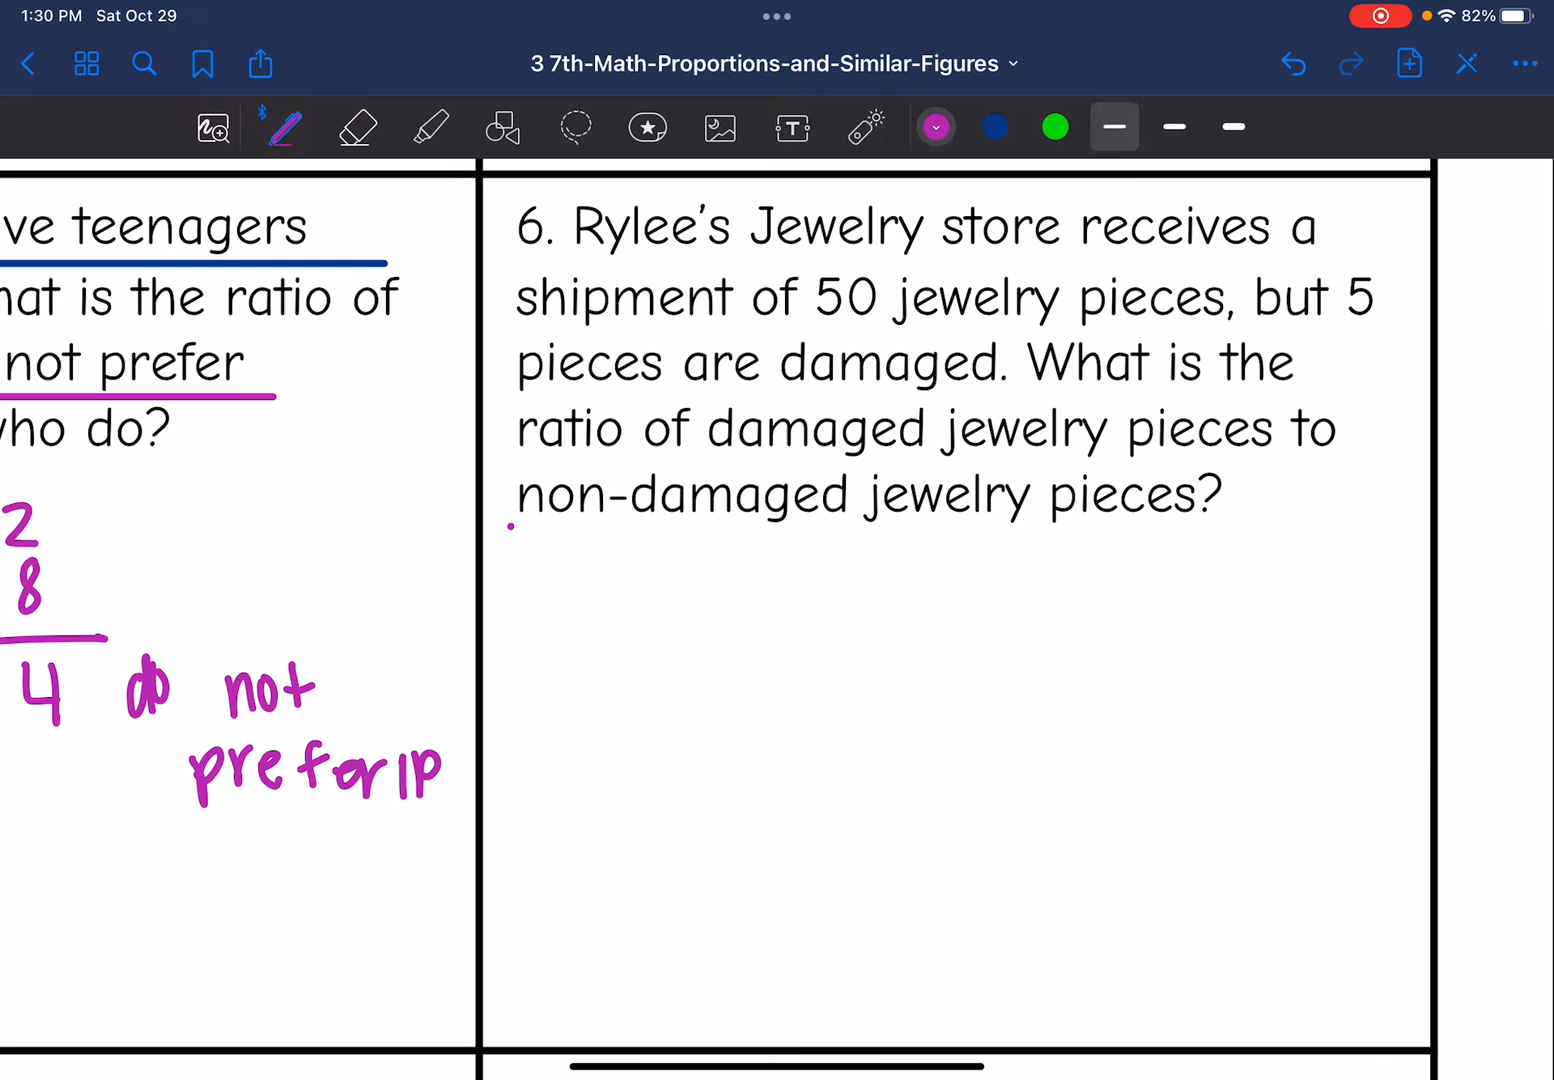 1:30 PM Sat Oct 29
82%
3 7th-Math-Proportions-and-Similar-Figures
T
ve teenagers
hat is the ratio of
not prefer
who do?
2
8
4 do not
prefer IP
6. Rylee's Jewelry store receives a
shipment of 50 jewelry pieces, but 5
pieces are damaged. What is the
ratio of damaged jewelry pieces to
non-damaged jewelry pieces?